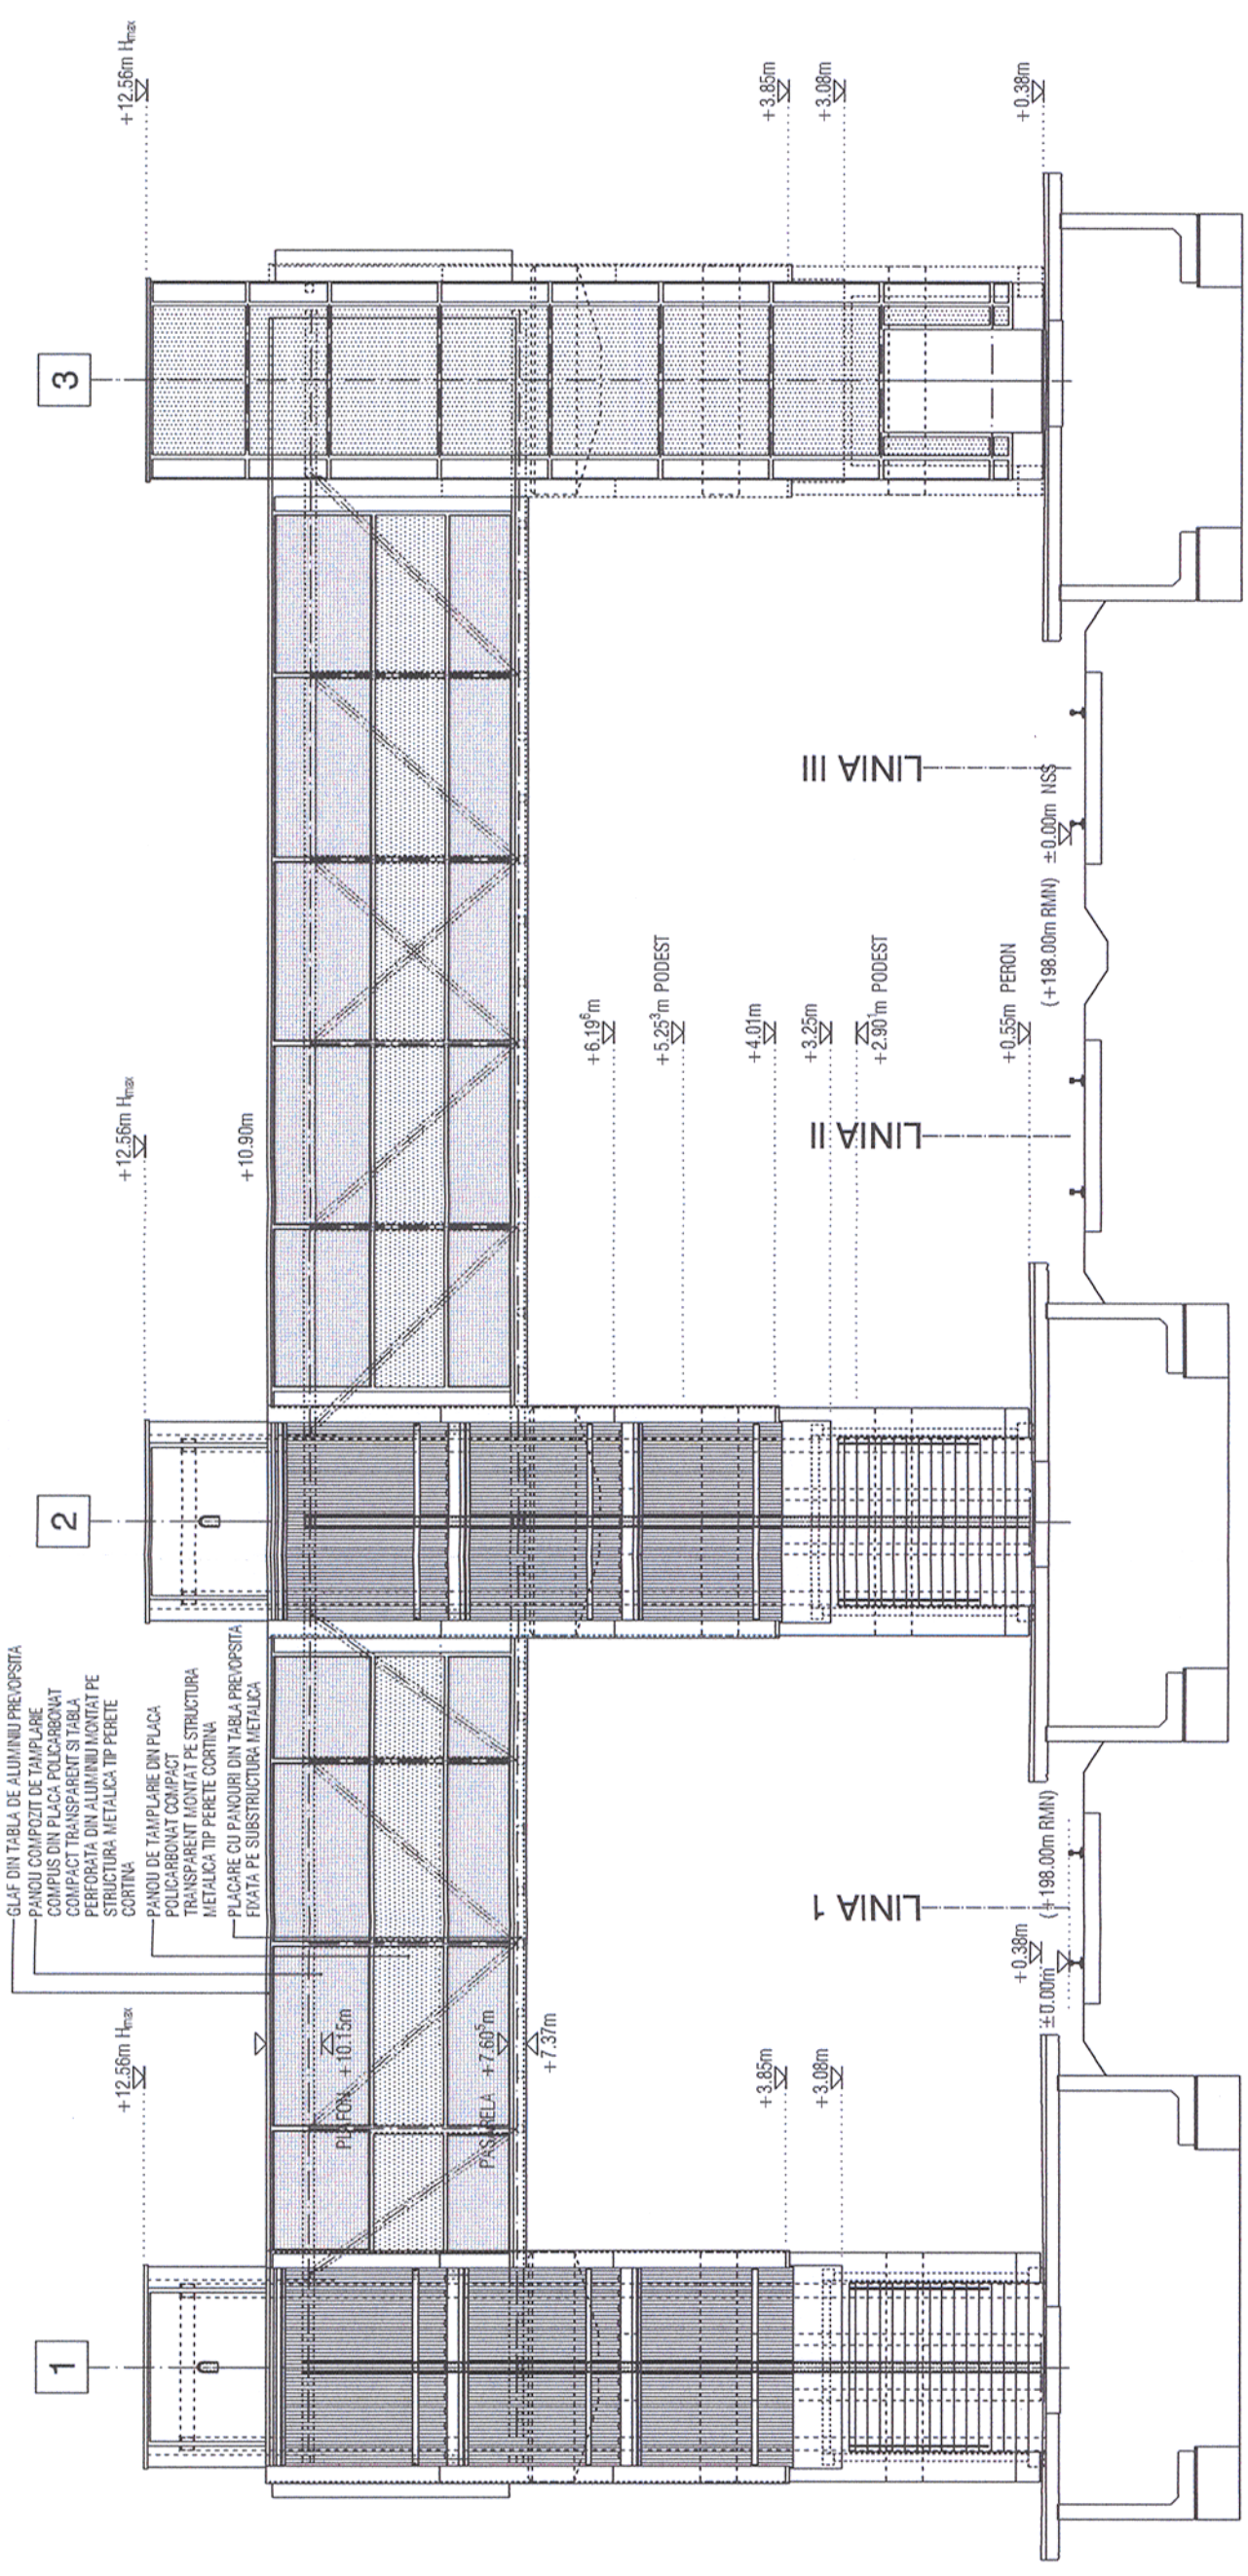 GLAF DIN TABLA DE ALUMINIU PREVOPSITA
PANOU COMPOZIT DE TAMPLARIE
COMPUS DIN PLACA POLICARBONAT
COMPACT TRANSPARENT SI TABLA
PERFORATA DIN ALUMINIU MONTAT PE
STRUCTURA METALICA TIP PERETE
CORTINA
PANOU DE TAMPLARIE DIN PLACA
POLICARBONAT COMPACT
TRANSPARENT MONTAT PE STRUCTURA
METALICA TIP PERETE CORTINA
PLACARE CU PANOURI DIN TABLA PREVOPSITA
FIXATA PE SUBSTRUCTURA METALICA
1
2
3
+12.56m Hmax
+12.56m Hmax
+12.56m Hmax
+10.90m
PLAFON +10.15m
PASARELA +7.60⁵m
+7.37m
+3.85m
+3.08m
+0.38m
±0.00m
(+198.00m RMN)
LINIA 1
+6.19⁶m
+5.25³m PODEST
+4.01m
+3.25m
+2.90¹m PODEST
+0.55m PERON
LINIA II
LINIA III
(+198.00m RMN) ±0.00m NSS
+3.85m
+3.08m
+0.38m